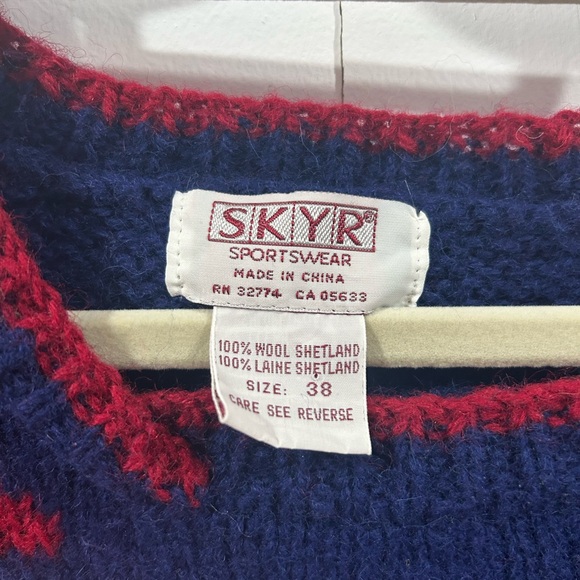 SKYR®
SPORTSWEAR
MADE IN CHINA
RN 32774 CA 05633
100% WOOL SHETLAND
100% LAINE SHETLAND
SIZE: 38
CARE SEE REVERSE